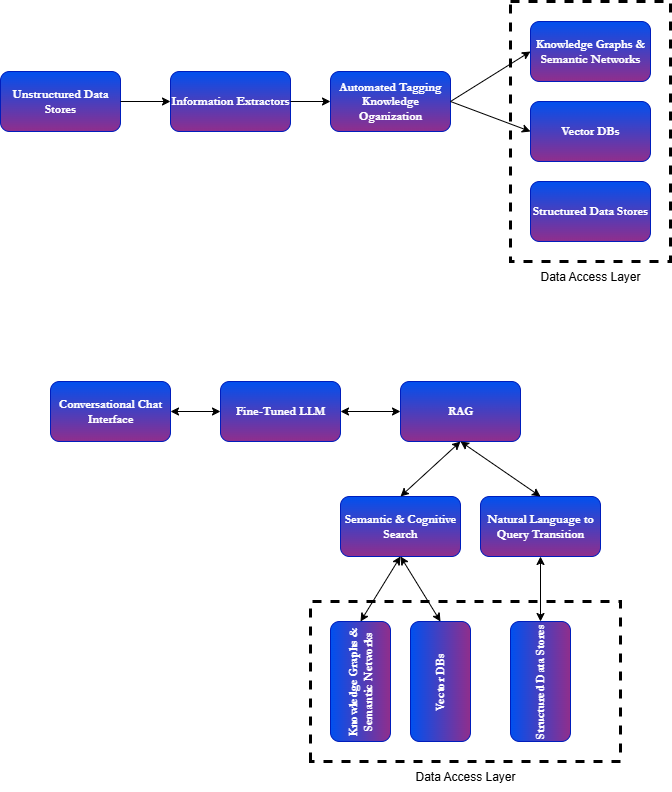 Knowledge Graphs &
Semantic Networks
Unstructured Data
Stores
Information Extractors
Automated Tagging
Knowledge
Oganization
Vector DBs
Structured Data Stores
Data Access Layer
Conversational Chat
Interface
Fine-Tuned LLM
RAG
Semantic & Cognitive
Search
Natural Language to
Query Transition
Knowledge Graphs &
Semantic Networks
Vector DBs
Structured Data Stores
Data Access Layer